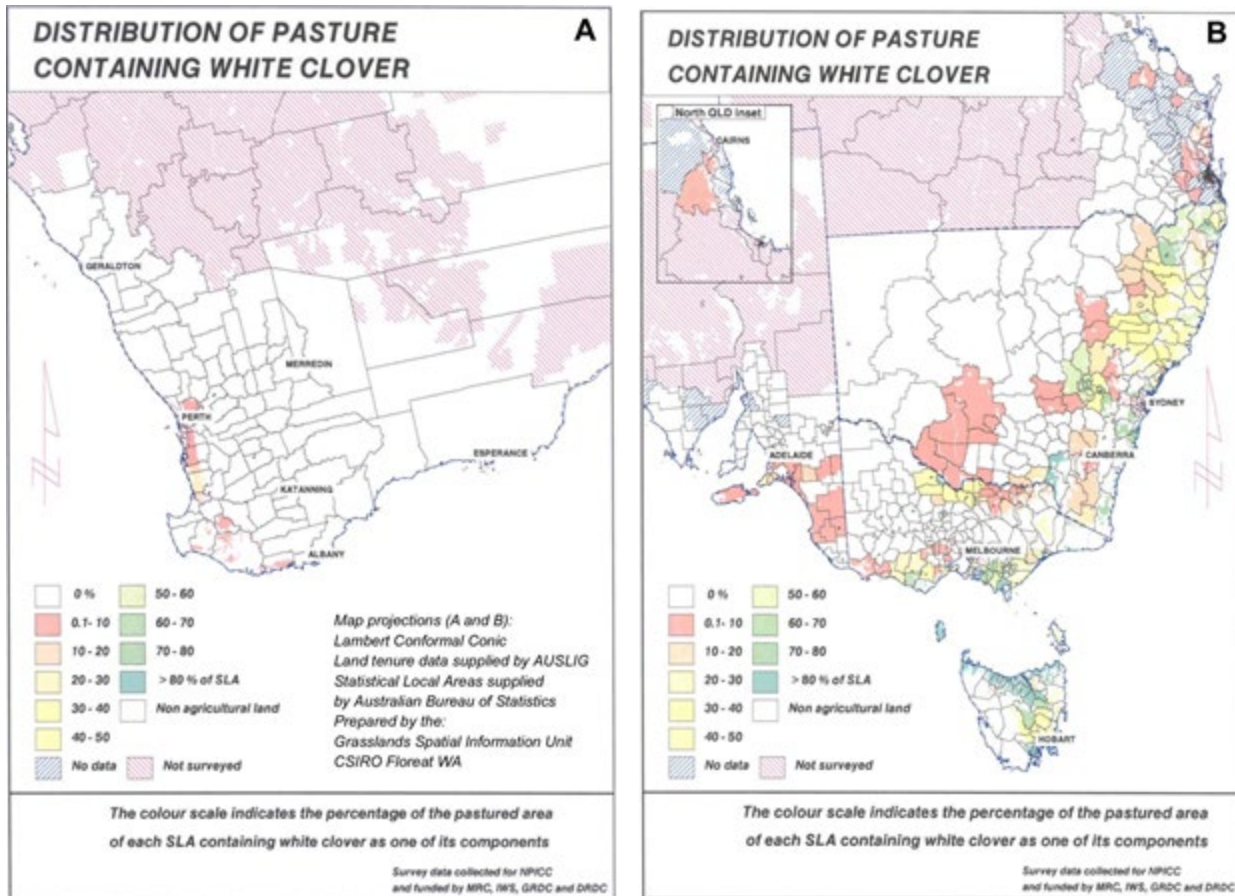 DISTRIBUTION OF PASTURE
CONTAINING WHITE CLOVER
A
GERALDTON
MERREDIN
PERTH
ESPERANCE
KATANNING
ALBANY
0 %
50 - 60
0.1- 10
60 - 70
10 - 20
70 - 80
20 - 30
> 80 % of SLA
30 - 40
Non agricultural land
40 - 50
No data
Not surveyed
Map projections (A and B):
Lambert Conformal Conic
Land tenure data supplied by AUSLIG
Statistical Local Areas supplied
by Australian Bureau of Statistics
Prepared by the:
Grasslands Spatial Information Unit
CSIRO Floreat WA
The colour scale indicates the percentage of the pastured area
of each SLA containing white clover as one of its components
Survey data collected for NPICC
and funded by MRC, IWS, GRDC and DRDC
DISTRIBUTION OF PASTURE
CONTAINING WHITE CLOVER
B
North QLD Inset
CAIRNS
SYDNEY
ADELAIDE
CANBERRA
MELBOURNE
HOBART
0 %
50 - 60
0.1- 10
60 - 70
10 - 20
70 - 80
20 - 30
> 80 % of SLA
30 - 40
Non agricultural land
40 - 50
No data
Not surveyed
The colour scale indicates the percentage of the pastured area
of each SLA containing white clover as one of its components
Survey data collected for NPICC
and funded by MRC, IWS, GRDC and DRDC